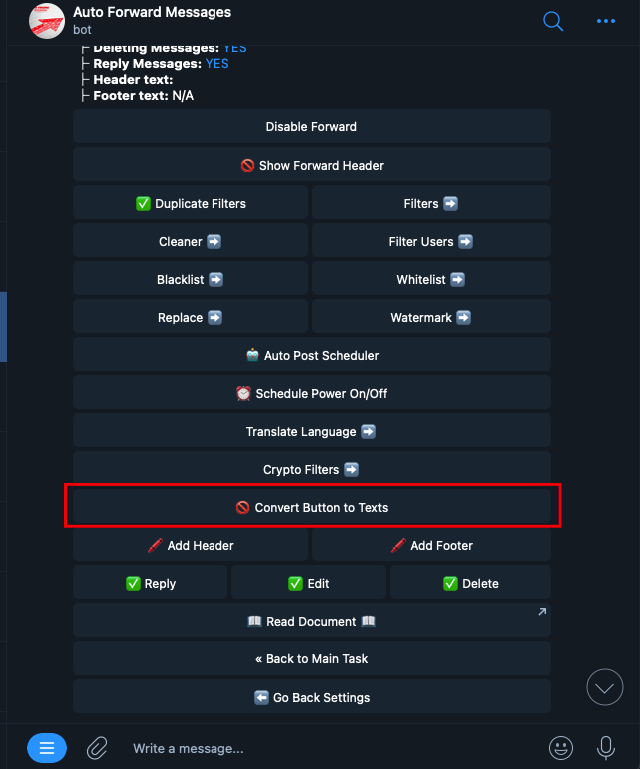 Auto Forward Messages
bot
├ Deleting Messages: YES
├ Reply Messages: YES
├ Header text:
├ Footer text: N/A
Disable Forward
🚫 Show Forward Header
✅ Duplicate Filters
Filters ➡️
Cleaner ➡️
Filter Users ➡️
Blacklist ➡️
Whitelist ➡️
Replace ➡️
Watermark ➡️
🤖 Auto Post Scheduler
⏰ Schedule Power On/Off
Translate Language ➡️
Crypto Filters ➡️
🚫 Convert Button to Texts
🖍 Add Header
🖍 Add Footer
✅ Reply
✅ Edit
✅ Delete
📖 Read Document 📖
« Back to Main Task
⬅️ Go Back Settings
Write a message...